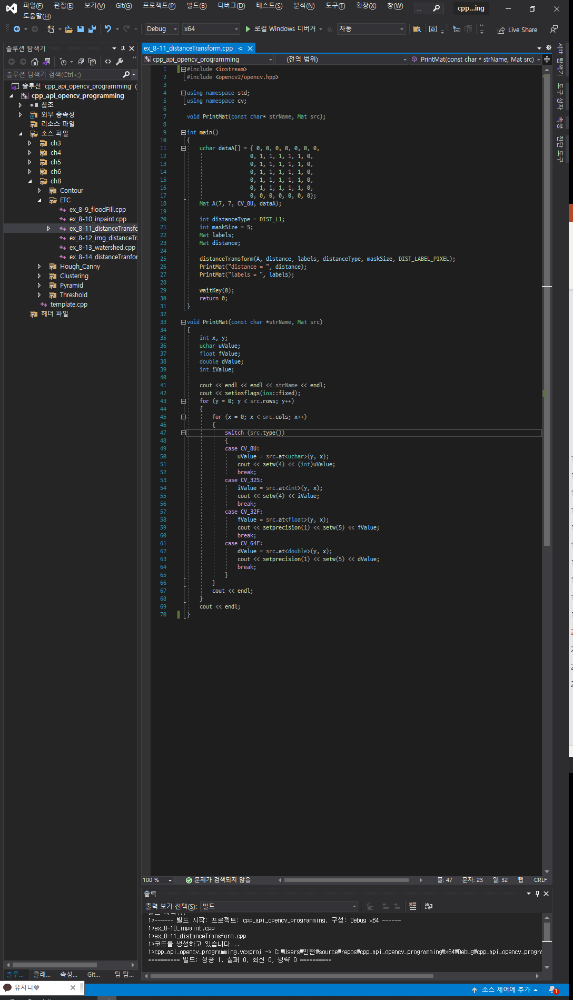 파일(F) 편집(E) 보기(V) Git(G) 프로젝트(P) 빌드(B) 디버그(D) 테스트(S) 분석(N) 도구(T) 확장(X) 창(W) ... cpp...ing
도움말(H)
Debug x64 로컬 Windows 디버거 자동 Live Share
솔루션 탐색기
솔루션 탐색기 검색(Ctrl+;)
솔루션 'cpp_api_opencv_programming' (
cpp_api_opencv_programming
참조
외부 종속성
리소스 파일
소스 파일
ch3
ch4
ch5
ch6
ch8
Contour
ETC
ex_8-9_floodFill.cpp
ex_8-10_inpaint.cpp
ex_8-11_distanceTransfo
ex_8-12_img_distanceTr
ex_8-13_watershed.cpp
ex_8-14_distanceTranfor
Hough_Canny
Clustering
Pyramid
Threshold
template.cpp
헤더 파일
솔루... 클래... 속성... Git... 팀 탐...
ex_8-11_distanceTransform.cpp
cpp_api_opencv_programming (전역 범위) PrintMat(const char * strName, Mat src)
1 #include <iostream>
2 #include <opencv2/opencv.hpp>
3
4 using namespace std;
5 using namespace cv;
6
7 void PrintMat(const char* strName, Mat src);
8
9 int main()
10 {
11 uchar dataA[] = { 0, 0, 0, 0, 0, 0, 0,
12 0, 1, 1, 1, 1, 1, 0,
13 0, 1, 1, 1, 1, 1, 0,
14 0, 1, 1, 1, 1, 1, 0,
15 0, 1, 1, 1, 1, 1, 0,
16 0, 1, 1, 1, 1, 1, 0,
17 0, 0, 0, 0, 0, 0, 0};
18 Mat A(7, 7, CV_8U, dataA);
19
20 int distanceType = DIST_L1;
21 int maskSize = 5;
22 Mat labels;
23 Mat distance;
24
25 distanceTransform(A, distance, labels, distanceType, maskSize, DIST_LABEL_PIXEL);
26 PrintMat("distance = ", distance);
27 PrintMat("labels = ", labels);
28
29 waitKey(0);
30 return 0;
31 }
32
33 void PrintMat(const char *strName, Mat src)
34 {
35 int x, y;
36 uchar uValue;
37 float fValue;
38 double dValue;
39 int iValue;
40
41 cout << endl << endl << strName << endl;
42 cout << setiosflags(ios::fixed);
43 for (y = 0; y < src.rows; y++)
44 {
45 for (x = 0; x < src.cols; x++)
46 {
47 switch (src.type())
48 {
49 case CV_8U:
50 uValue = src.at<uchar>(y, x);
51 cout << setw(4) << (int)uValue;
52 break;
53 case CV_32S:
54 iValue = src.at<int>(y, x);
55 cout << setw(4) << iValue;
56 break;
57 case CV_32F:
58 fValue = src.at<float>(y, x);
59 cout << setprecision(1) << setw(5) << fValue;
60 break;
61 case CV_64F:
62 dValue = src.at<double>(y, x);
63 cout << setprecision(1) << setw(5) << dValue;
64 break;
65 }
66 }
67 cout << endl;
68 }
69 cout << endl;
70 }
서버 탐색기
도구 상자
속성
진단 도구
100 % 문제가 검색되지 않음 줄: 47 문자: 23 열: 32 탭 CRLF
출력
출력 보기 선택(S): 빌드
1>------ 빌드 시작: 프로젝트: cpp_api_opencv_programming, 구성: Debug x64 ------
1>ex_8-10_inpaint.cpp
1>ex_8-11_distanceTransform.cpp
1>코드를 생성하고 있습니다...
1>cpp_api_opencv_programming.vcxproj -> C:₩Users₩인턴₩source₩repos₩cpp_api_opencv_programming₩x64₩Debug₩cpp_api_opencv_progra
========== 빌드: 성공 1, 실패 0, 최신 0, 생략 0 ==========
유지니
소스 제어에 추가 1